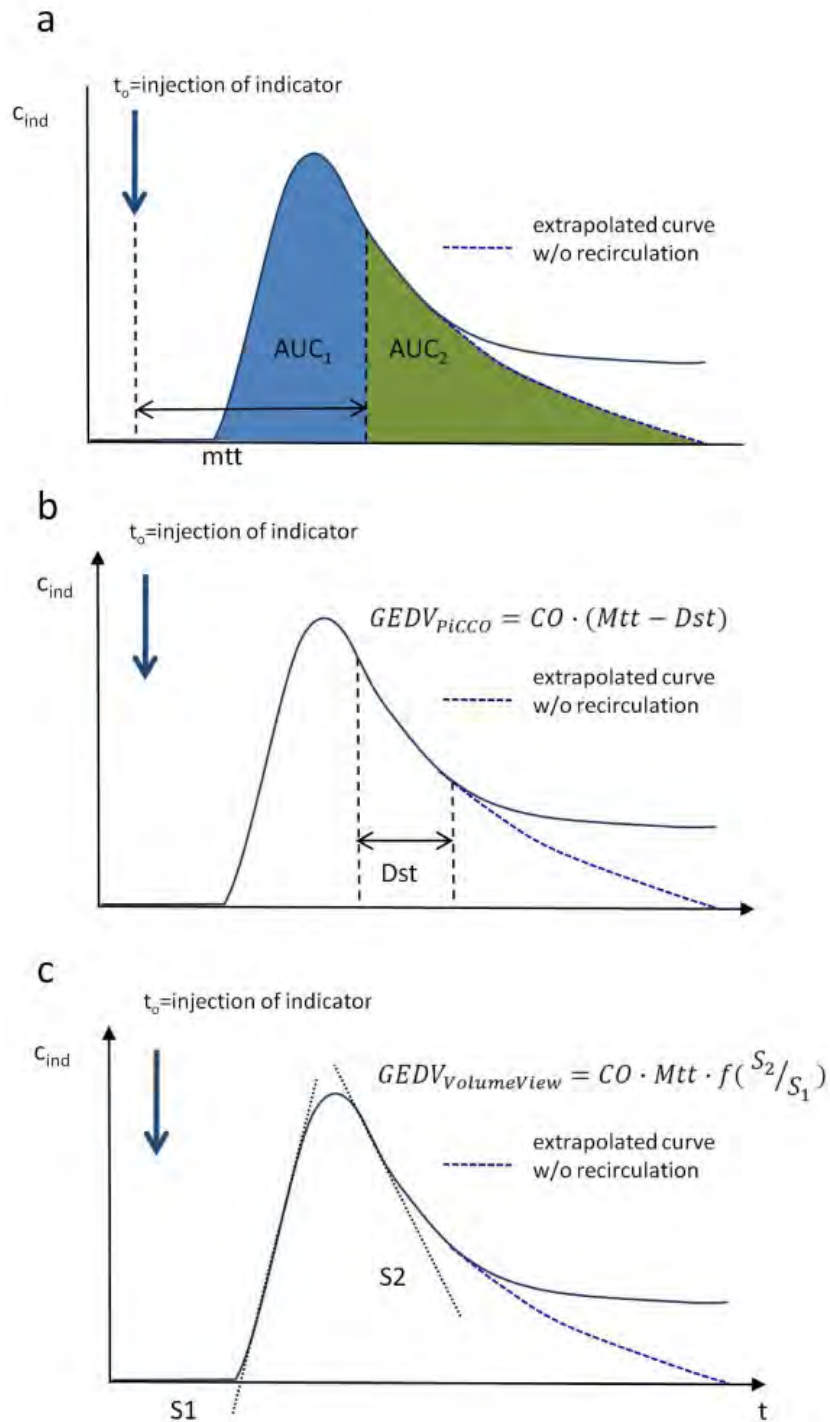 a
t₀=injection of indicator
c_ind
extrapolated curve
w/o recirculation
AUC₁
AUC₂
mtt
b
t₀=injection of indicator
c_ind
GEDV_PiCCO = CO · (Mtt − Dst)
extrapolated curve
w/o recirculation
Dst
c
t₀=injection of indicator
c_ind
GEDV_VolumeView = CO · Mtt · f( S₂/S₁ )
extrapolated curve
w/o recirculation
S2
S1
t